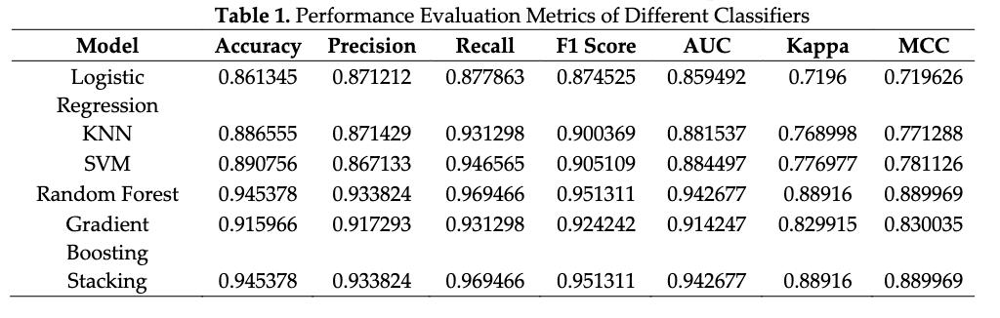 Table 1. Performance Evaluation Metrics of Different Classifiers
Model Accuracy Precision Recall F1 Score AUC Kappa MCC
Logistic 0.861345 0.871212 0.877863 0.874525 0.859492 0.7196 0.719626
Regression
KNN 0.886555 0.871429 0.931298 0.900369 0.881537 0.768998 0.771288
SVM 0.890756 0.867133 0.946565 0.905109 0.884497 0.776977 0.781126
Random Forest 0.945378 0.933824 0.969466 0.951311 0.942677 0.88916 0.889969
Gradient 0.915966 0.917293 0.931298 0.924242 0.914247 0.829915 0.830035
Boosting
Stacking 0.945378 0.933824 0.969466 0.951311 0.942677 0.88916 0.889969